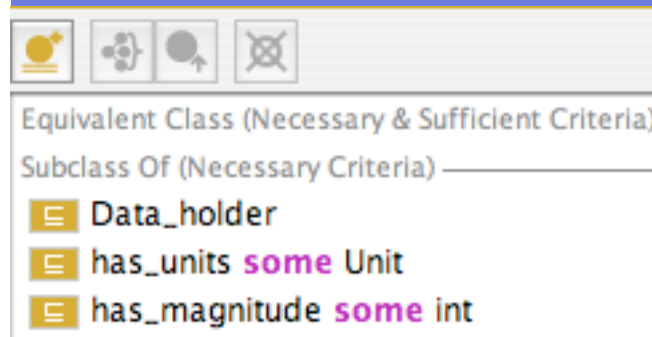 Equivalent Class (Necessary & Sufficient Criteria)
Subclass Of (Necessary Criteria)
⊑ Data_holder
⊑ has_units some Unit
⊑ has_magnitude some int